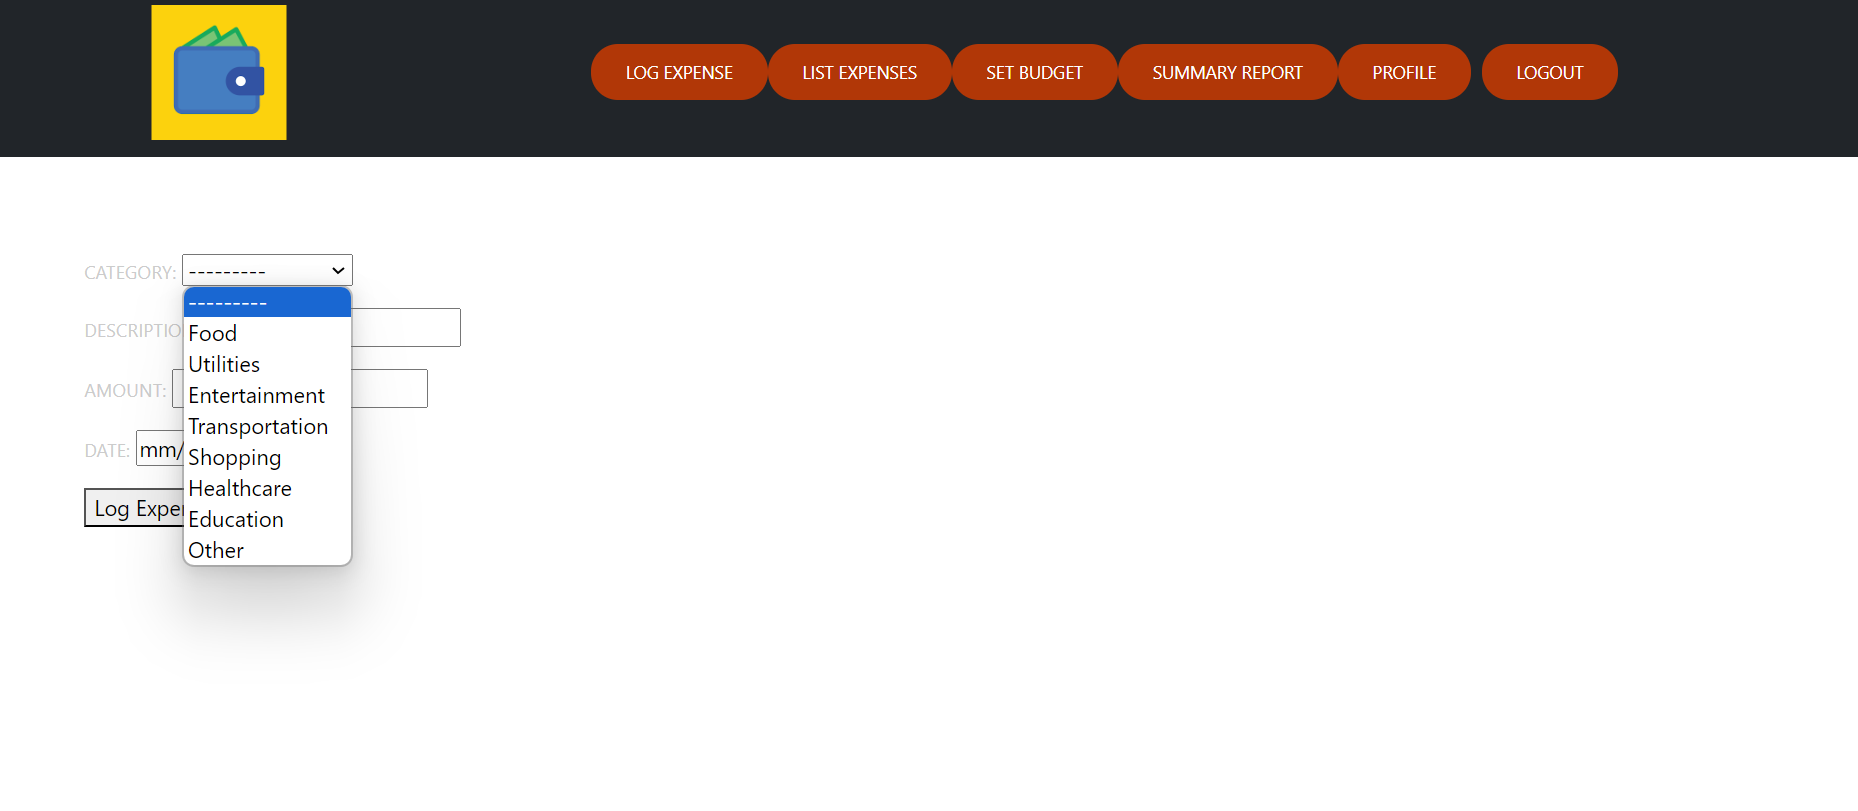 LOG EXPENSE LIST EXPENSES SET BUDGET SUMMARY REPORT PROFILE LOGOUT
CATEGORY: ---------
---------
Food
DESCRIPTIO
Utilities
AMOUNT:
Entertainment
Transportation
DATE: mm/
Shopping
Healthcare
Log Expe
Education
Other